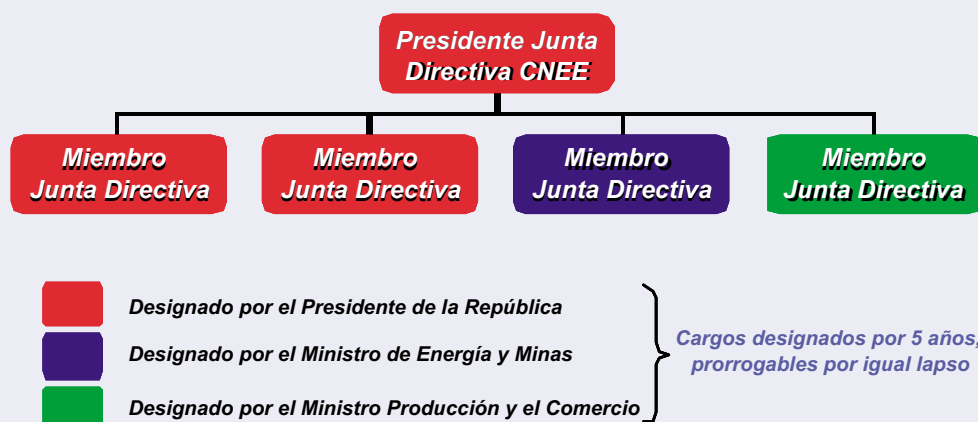 Presidente Junta
Directiva CNEE
Miembro
Junta Directiva
Miembro
Junta Directiva
Miembro
Junta Directiva
Miembro
Junta Directiva
Designado por el Presidente de la República
Designado por el Ministro de Energía y Minas
Designado por el Ministro Producción y el Comercio
Cargos designados por 5 años,
prorrogables por igual lapso